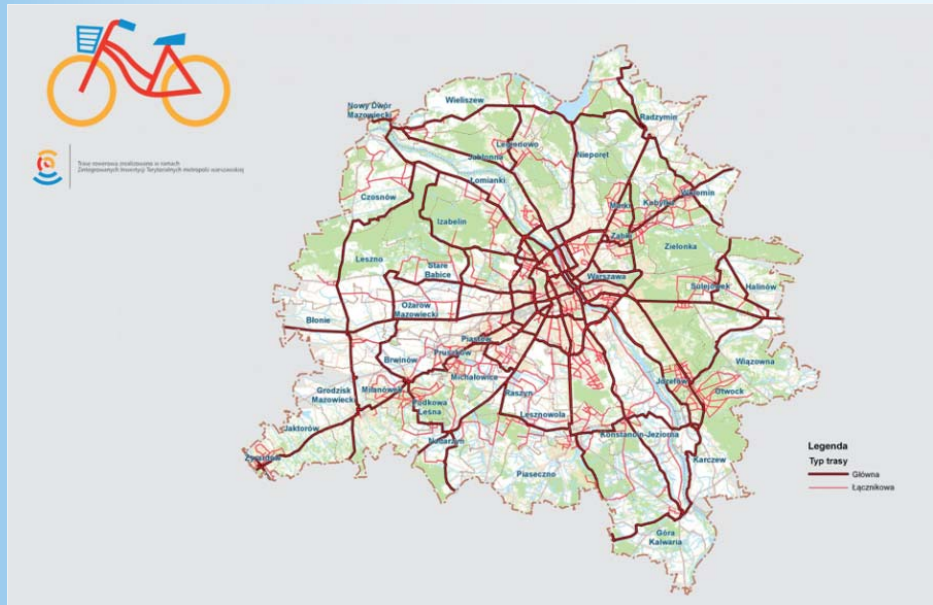 Trasy rowerowe zrealizowane w ramach
Zintegrowanych Inwestycji Terytorialnych metropolii warszawskiej
Nowy Dwór
Mazowiecki
Wieliszew
Radzymin
Legionowo
Jabłonna
Nieporęt
Łomianki
Wołomin
Czosnów
Marki
Kobyłka
Izabelin
Ząbki
Zielonka
Leszno
Stare
Babice
Warszawa
Sulejówek
Halinów
Ożarów
Mazowiecki
Błonie
Piastów
Brwinów
Pruszków
Wiązowna
Michałowice
Józefów
Otwock
Grodzisk
Mazowiecki
Milanówek
Podkowa
Leśna
Raszyn
Lesznowola
Jaktorów
Konstancin-Jeziorna
Nadarzyn
Żyrardów
Karczew
Piaseczno
Góra
Kalwaria
Legenda
Typ trasy
Główna
Łącznikowa